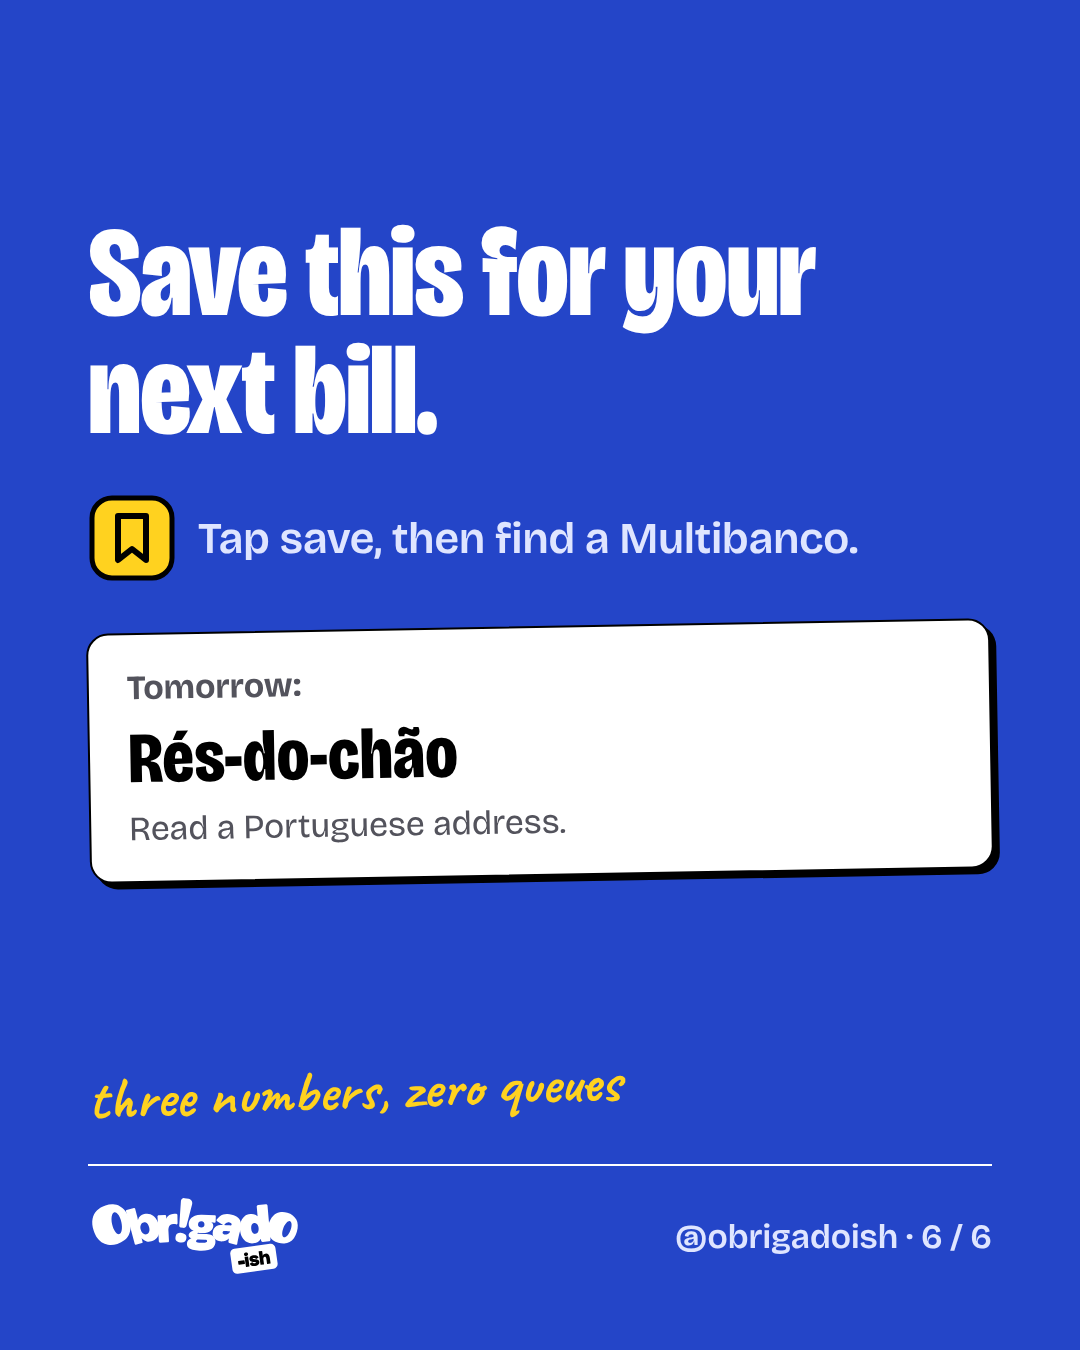 Save this for your
next bill.
Tap save, then find a Multibanco.
Tomorrow:
Rés-do-chão
Read a Portuguese address.
three numbers, zero queues
Obr!gado
-ish
@obrigadoish · 6 / 6